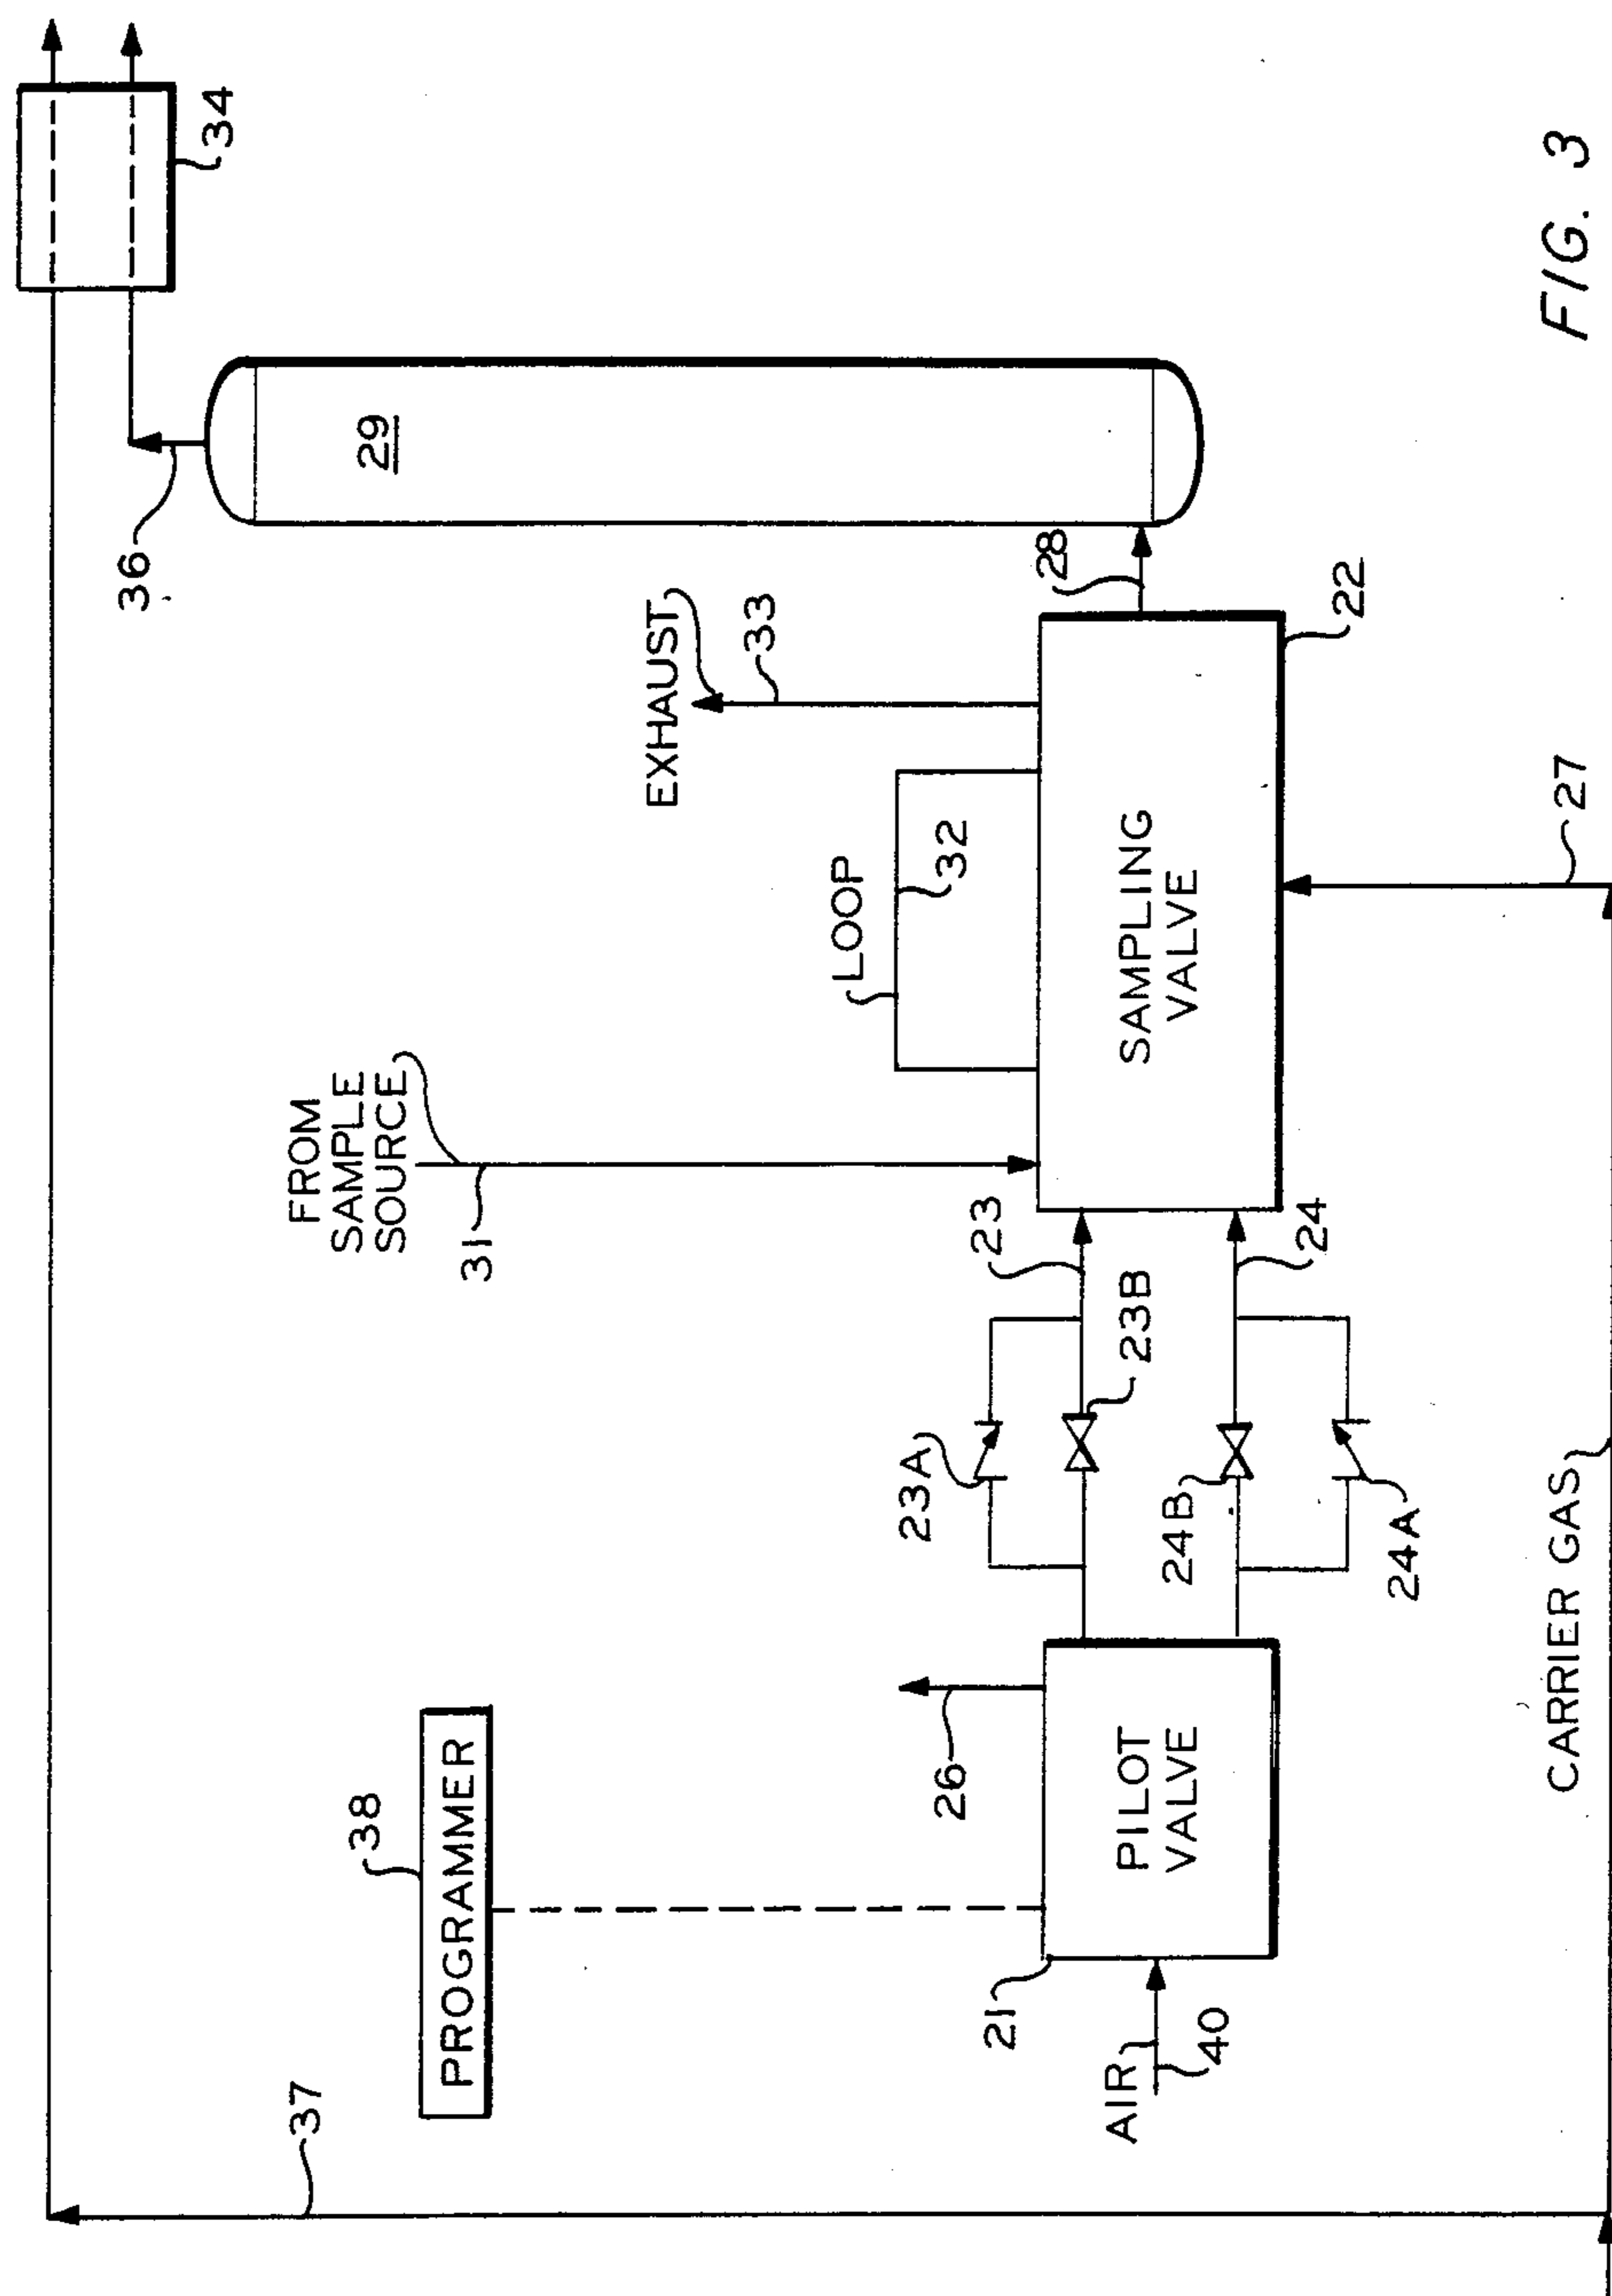 34
36
29
EXHAUST
33
28
22
FROM
SAMPLE
SOURCE
31
LOOP
32
SAMPLING
VALVE
23
24
23A
23B
24B
24A
27
37
38
PROGRAMMER
26
21
PILOT
VALVE
AIR
40
CARRIER GAS
FIG. 3